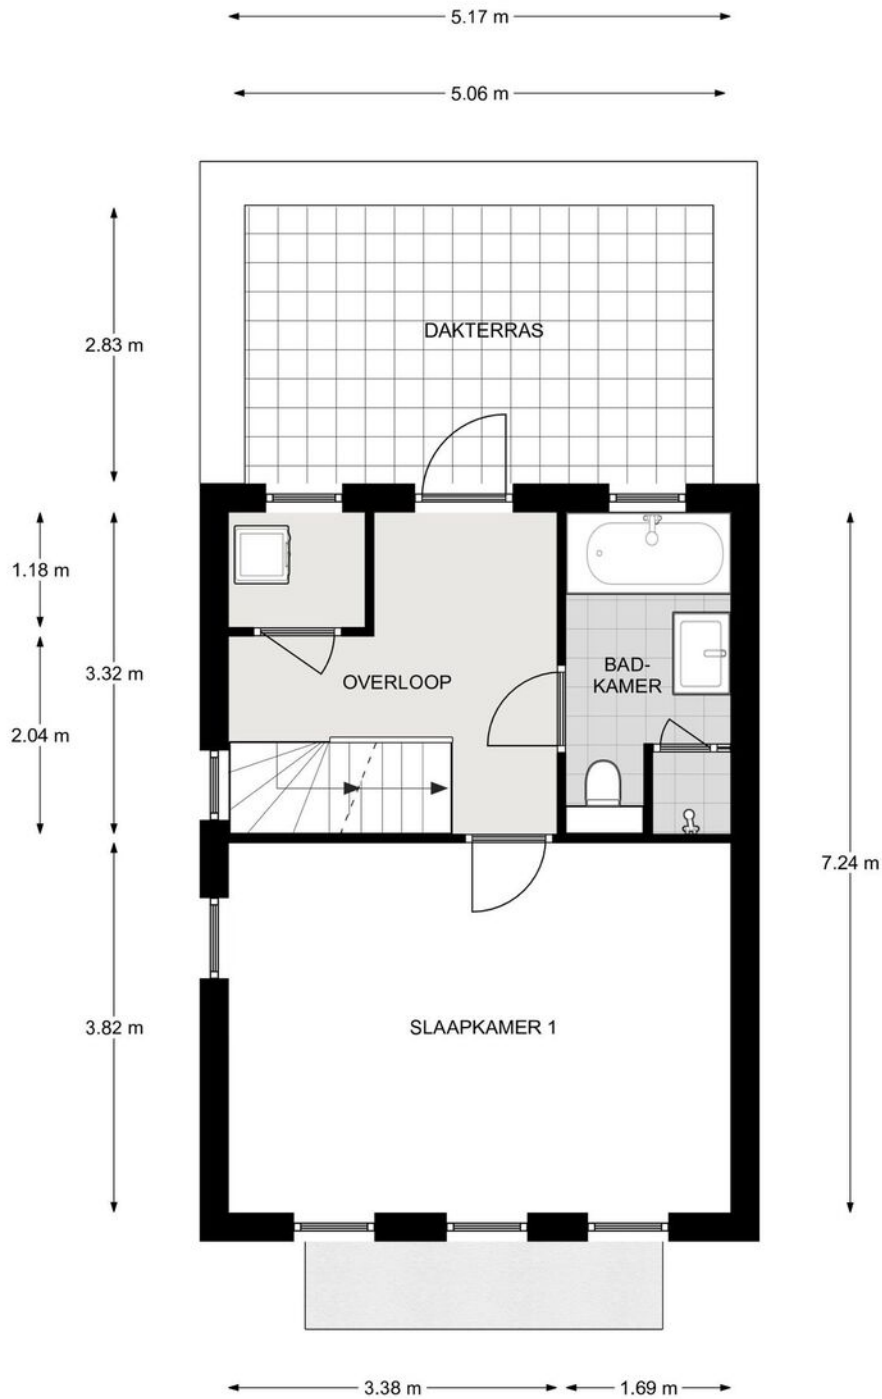 5.17 m
5.06 m
2.83 m
DAKTERRAS
1.18 m
3.32 m
2.04 m
OVERLOOP
BAD-
KAMER
7.24 m
3.82 m
SLAAPKAMER 1
3.38 m
1.69 m